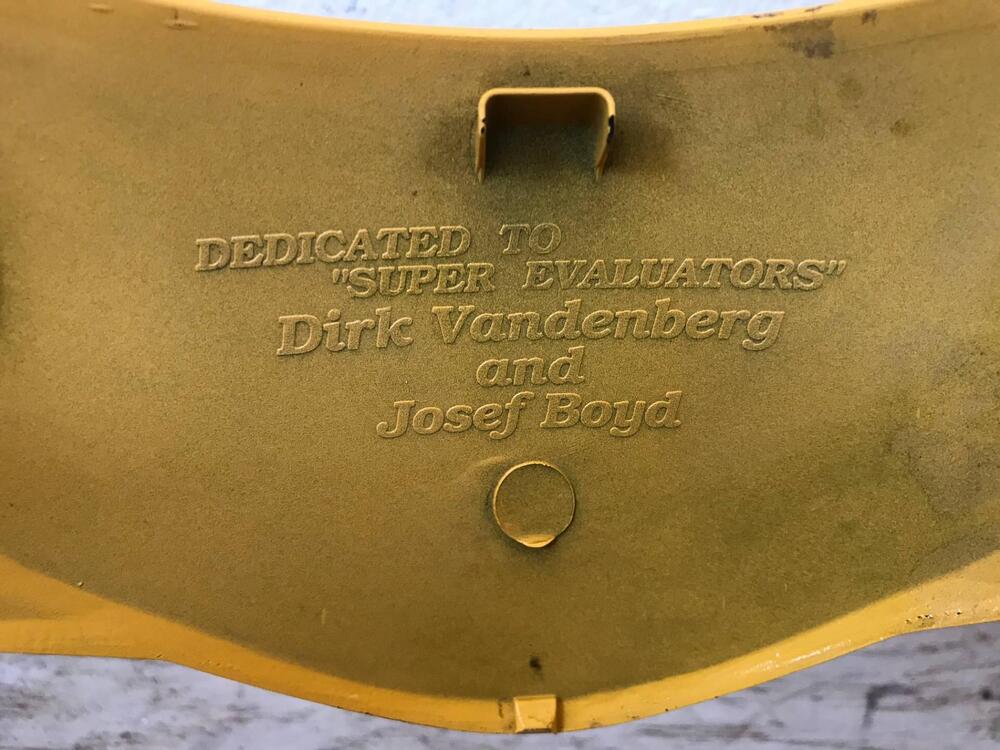 DEDICATED TO
"SUPER EVALUATORS"
Dirk Vandenberg
and
Josef Boyd